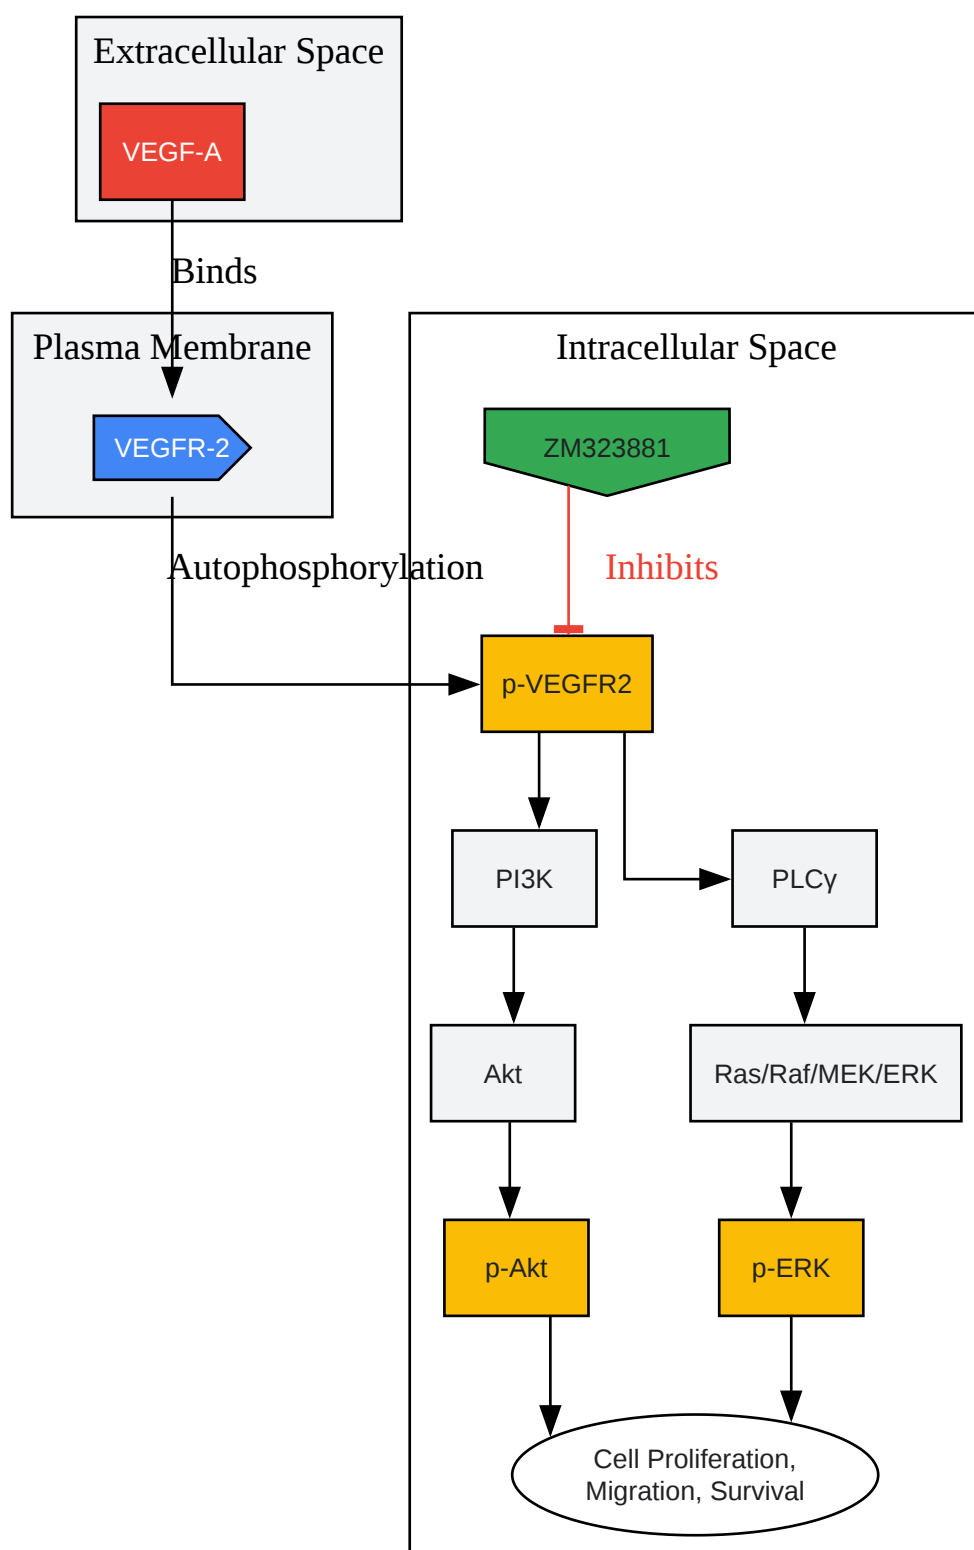 Extracellular Space
VEGF-A
Binds
Plasma Membrane
VEGFR-2
Intracellular Space
ZM323881
Autophosphorylation
Inhibits
p-VEGFR2
PI3K
PLCγ
Akt
Ras/Raf/MEK/ERK
p-Akt
p-ERK
Cell Proliferation,
Migration, Survival